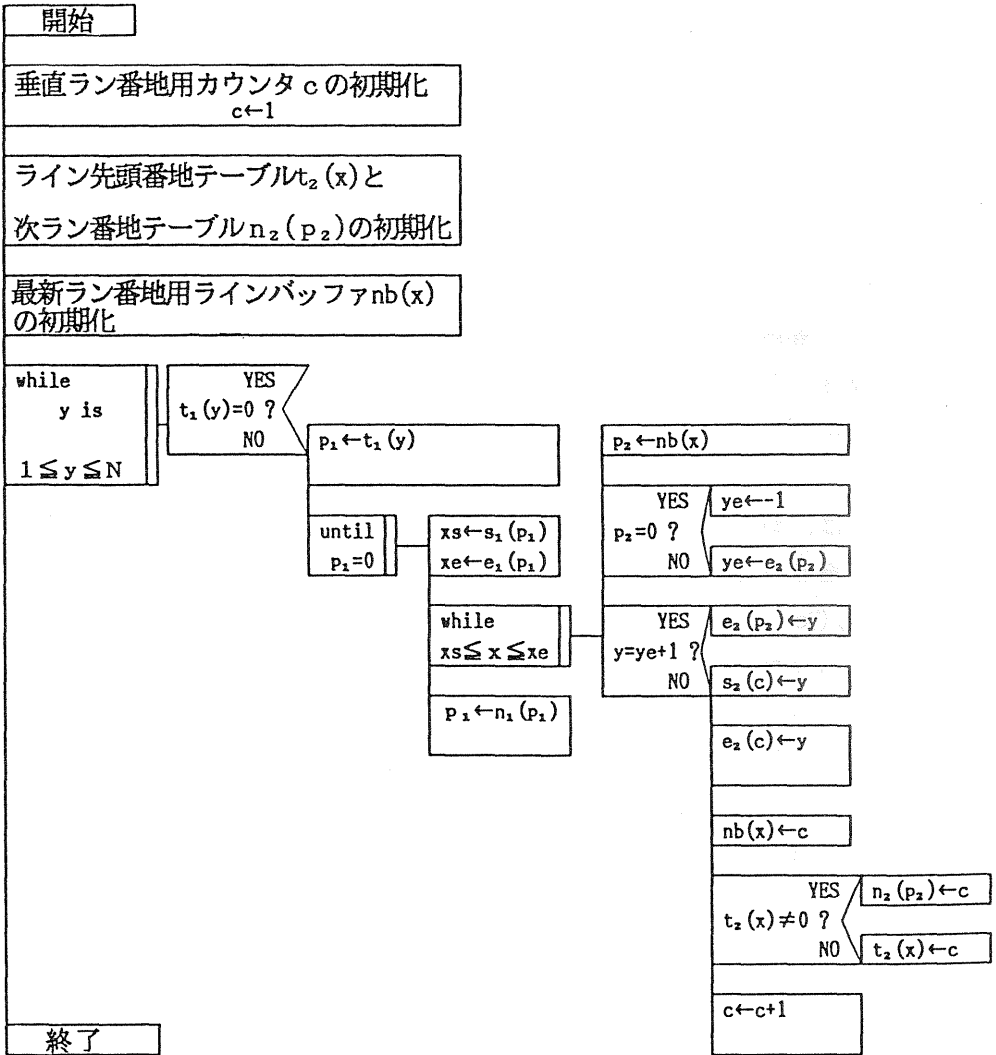 開始
垂直ラン番地用カウンタcの初期化
c←1
ライン先頭番地テーブルt₂(x)と
次ラン番地テーブルn₂(p₂)の初期化
最新ラン番地用ラインバッファnb(x)
の初期化
while
y is
1≦y≦N
YES
t₁(y)=0 ?
NO
p₁←t₁(y)
until
p₁=0
xs←s₁(p₁)
xe←e₁(p₁)
while
xs≦x≦xe
p₁←n₁(p₁)
p₂←nb(x)
YES
p₂=0 ?
NO
ye←-1
ye←e₂(p₂)
YES
y=ye+1 ?
NO
e₂(p₂)←y
s₂(c)←y
e₂(c)←y
nb(x)←c
YES
t₂(x)≠0 ?
NO
n₂(p₂)←c
t₂(x)←c
c←c+1
終了